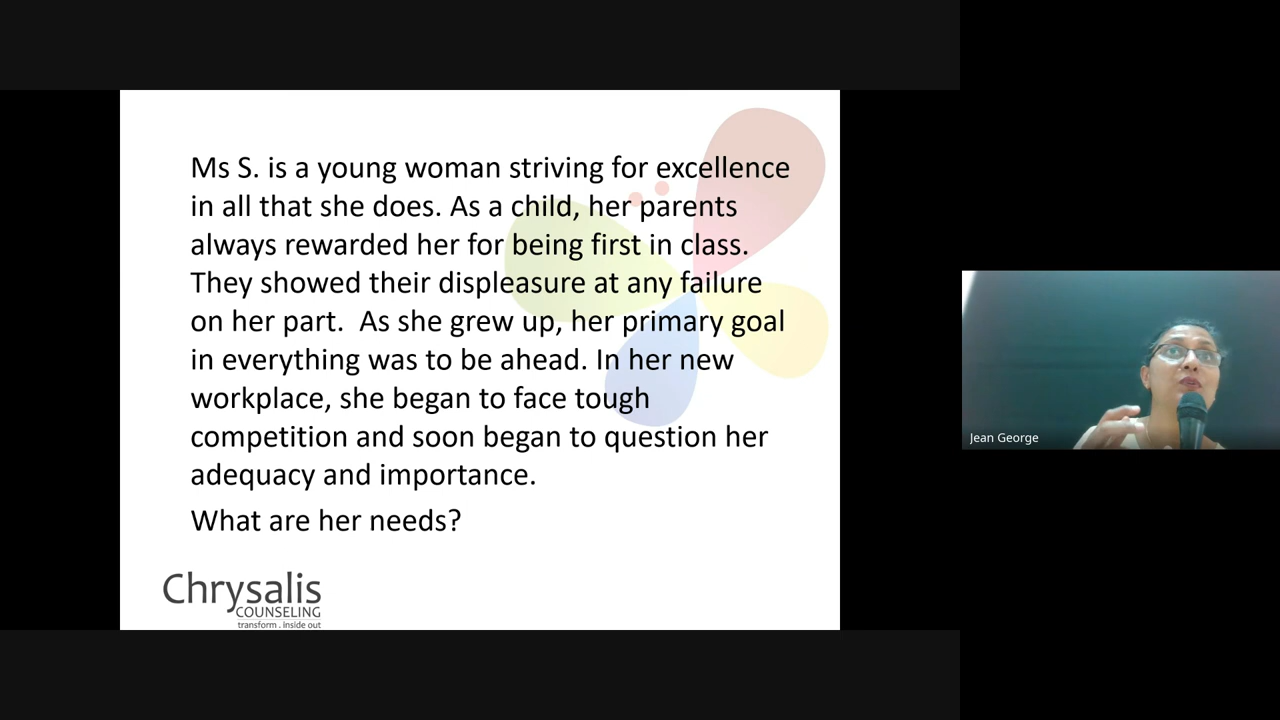 Ms S. is a young woman striving for excellence
in all that she does. As a child, her parents
always rewarded her for being first in class.
They showed their displeasure at any failure
on her part.  As she grew up, her primary goal
in everything was to be ahead. In her new
workplace, she began to face tough
competition and soon began to question her
adequacy and importance.
What are her needs?
Chrysalis
COUNSELING
transform . inside out
Jean George